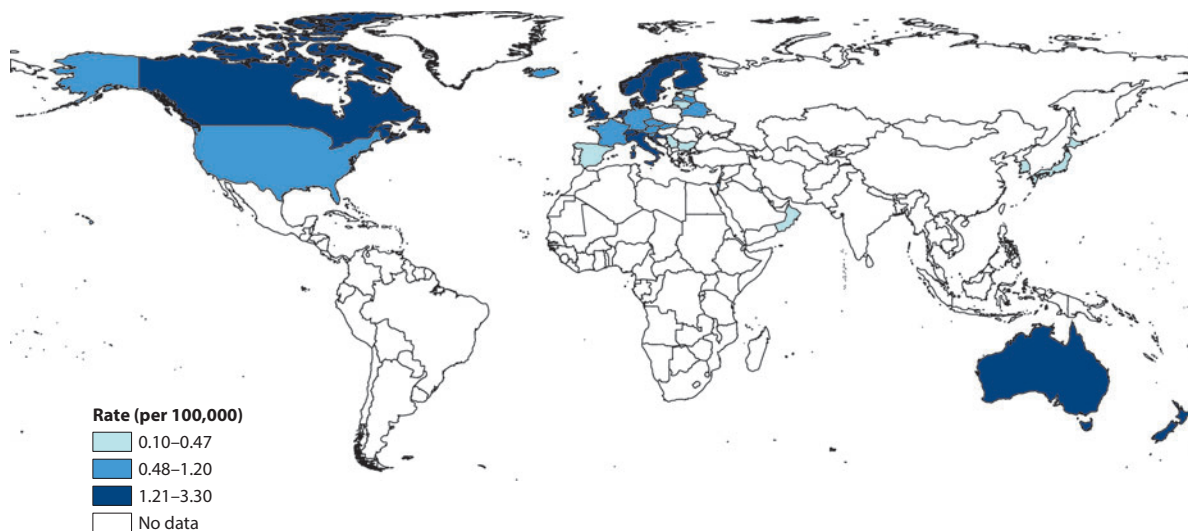 Rate (per 100,000)
0.10–0.47
0.48–1.20
1.21–3.30
No data